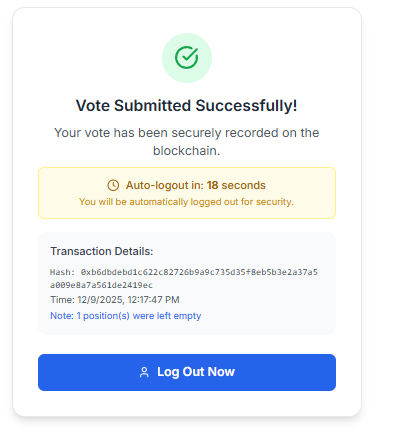 Vote Submitted Successfully!
Your vote has been securely recorded on the
blockchain.
Auto-logout in: 18 seconds
You will be automatically logged out for security.
Transaction Details:
Hash: 0xb6dbdebd1c622c82726b9a9c735d35f8eb5b3e2a37a5
a009e8a7a561de2419ec
Time: 12/9/2025, 12:17:47 PM
Note: 1 position(s) were left empty
Log Out Now